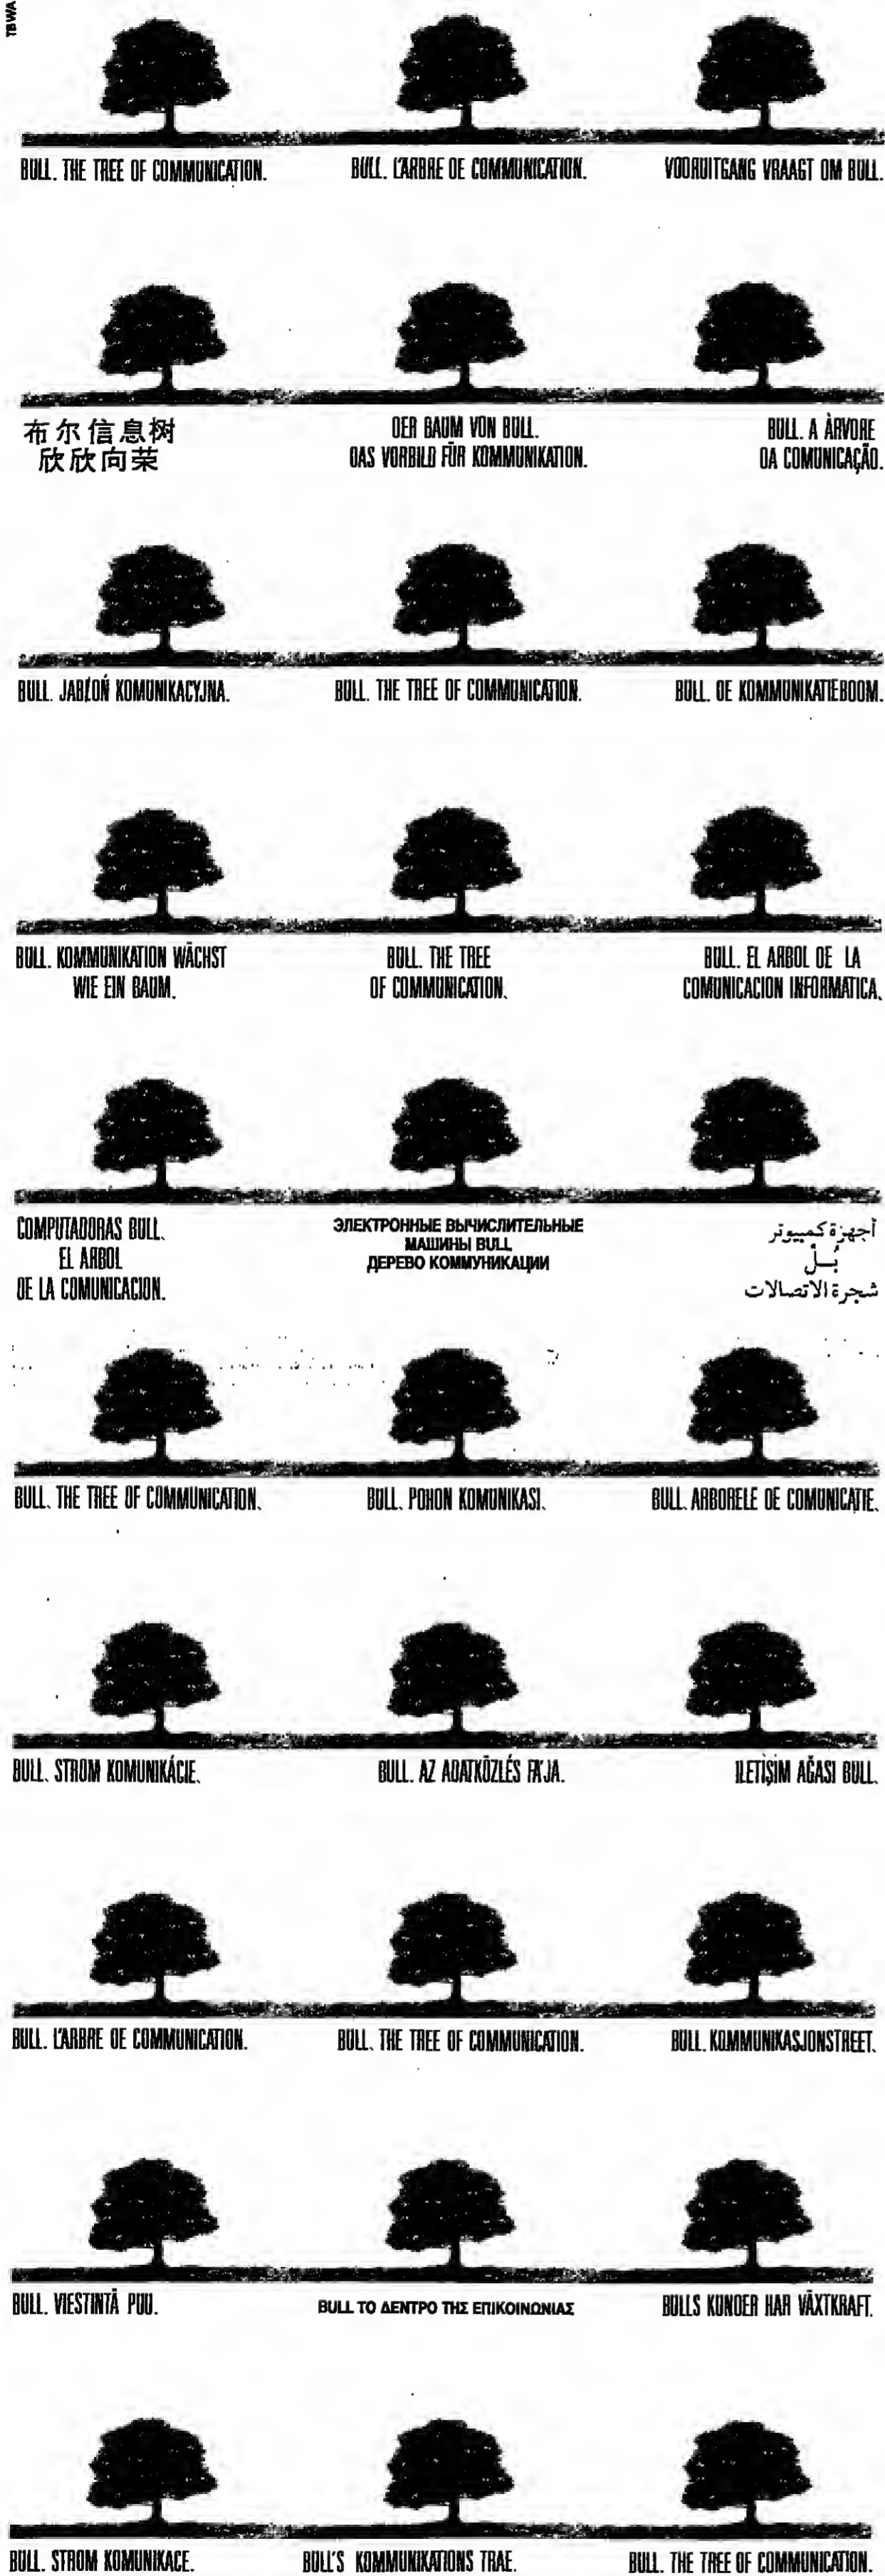 TBWA
BULL. THE TREE OF COMMUNICATION.
BULL. L'ARBRE DE COMMUNICATION.
VOORUITGANG VRAAGT OM BULL.
布尔信息树
欣欣向荣
DER BAUM VON BULL.
DAS VORBILD FÜR KOMMUNIKATION.
BULL. A ÀRVORE
DA COMUNICAÇÃO.
BULL. JABŁOŃ KOMUNIKACYJNA.
BULL. THE TREE OF COMMUNICATION.
BULL. DE KOMMUNIKATIEBOOM.
BULL. KOMMUNIKATION WÄCHST
WIE EIN BAUM.
BULL. THE TREE
OF COMMUNICATION.
BULL. EL ARBOL DE LA
COMUNICACION INFORMATICA.
COMPUTADORAS BULL.
EL ARBOL
DE LA COMUNICACION.
ЭЛЕКТРОННЫЕ ВЫЧИСЛИТЕЛЬНЫЕ
МАШИНЫ BULL
ДЕРЕВО КОММУНИКАЦИИ
أجهزة كمبيوتر
بُــلْ
شجرة الاتصالات
BULL. THE TREE OF COMMUNICATION.
BULL. POHON KOMUNIKASI.
BULL. ARBORELE DE COMUNICAȚIE.
BULL. STROM KOMUNIKÁCIE.
BULL. AZ ADATKÖZLÉS FA'JA.
ILETİŞİM AĞASI BULL.
BULL. L'ARBRE DE COMMUNICATION.
BULL. THE TREE OF COMMUNICATION.
BULL. KOMMUNIKASJONSTREET.
BULL. VIESTINTÄ PUU.
BULL ΤΟ ΔΕΝΤΡΟ ΤΗΣ ΕΠΙΚΟΙΝΩΝΙΑΣ
BULLS KUNDER HAR VÄXTKRAFT.
BULL. STROM KOMUNIKACE.
BULL'S KOMMUNIKATIONS TRAE.
BULL. THE TREE OF COMMUNICATION.